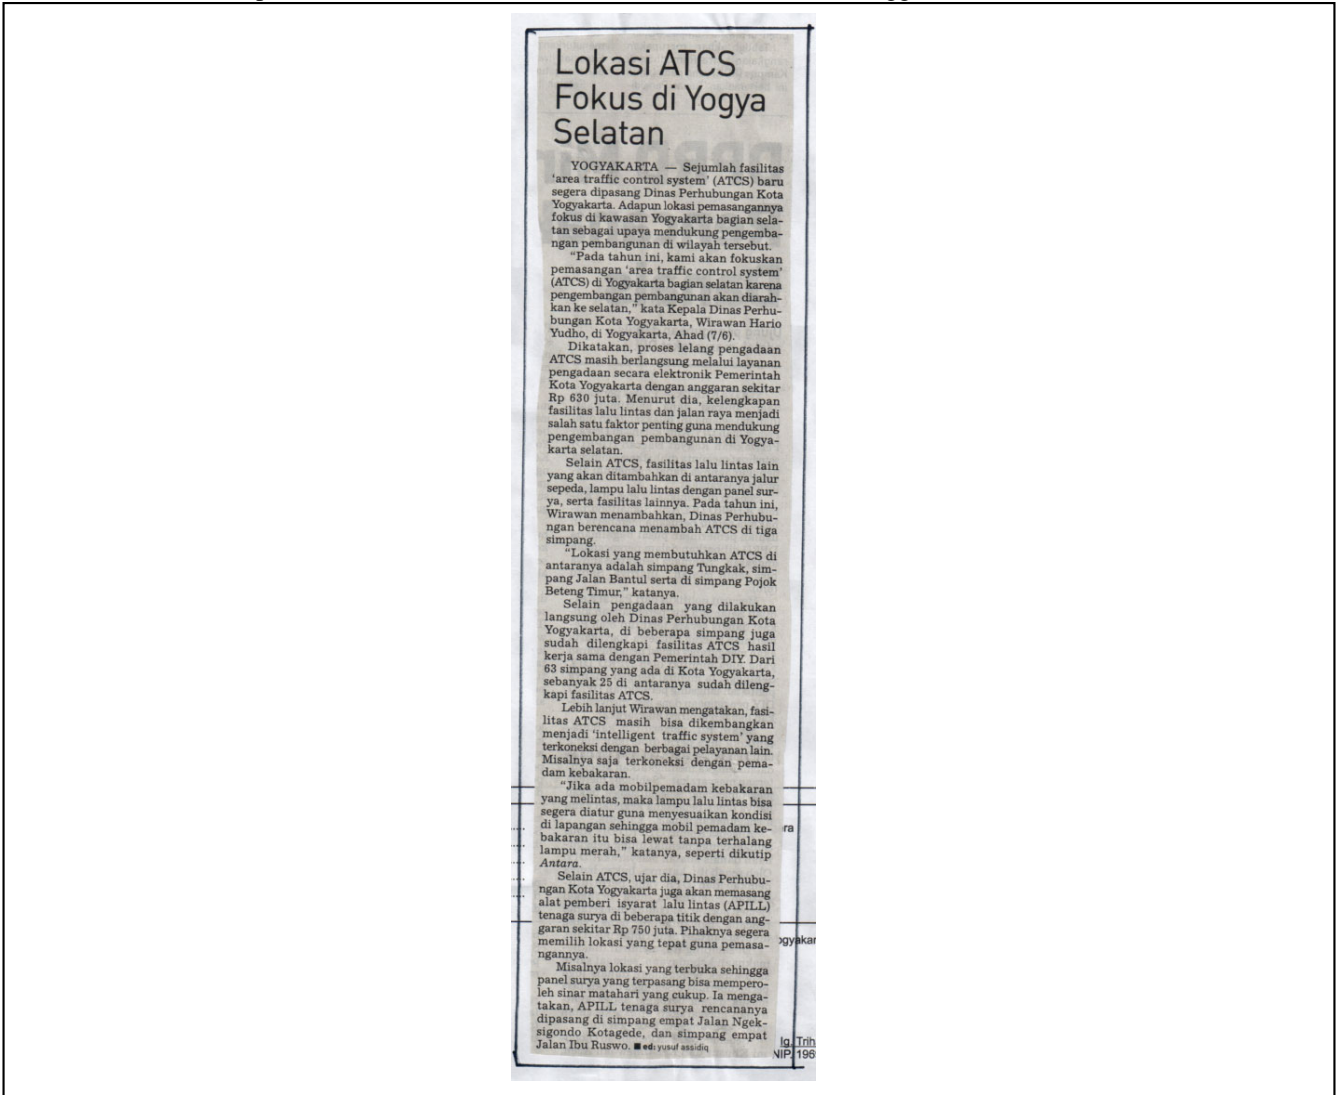 Lokasi ATCS
Fokus di Yogya
Selatan
YOGYAKARTA — Sejumlah fasilitas
'area traffic control system' (ATCS) baru
segera dipasang Dinas Perhubungan Kota
Yogyakarta. Adapun lokasi pemasangannya
fokus di kawasan Yogyakarta bagian sela-
tan sebagai upaya mendukung pengemba-
ngan pembangunan di wilayah tersebut.
"Pada tahun ini, kami akan fokuskan
pemasangan 'area traffic control system'
(ATCS) di Yogyakarta bagian selatan karena
pengembangan pembangunan akan diarah-
kan ke selatan," kata Kepala Dinas Perhu-
bungan Kota Yogyakarta, Wirawan Hario
Yudho, di Yogyakarta, Ahad (7/6).
Dikatakan, proses lelang pengadaan
ATCS masih berlangsung melalui layanan
pengadaan secara elektronik Pemerintah
Kota Yogyakarta dengan anggaran sekitar
Rp 630 juta. Menurut dia, kelengkapan
fasilitas lalu lintas dan jalan raya menjadi
salah satu faktor penting guna mendukung
pengembangan pembangunan di Yogya-
karta selatan.
Selain ATCS, fasilitas lalu lintas lain
yang akan ditambahkan di antaranya jalur
sepeda, lampu lalu lintas dengan panel sur-
ya, serta fasilitas lainnya. Pada tahun ini,
Wirawan menambahkan, Dinas Perhubu-
ngan berencana menambah ATCS di tiga
simpang.
"Lokasi yang membutuhkan ATCS di
antaranya adalah simpang Tungkak, sim-
pang Jalan Bantul serta di simpang Pojok
Beteng Timur," katanya.
Selain pengadaan yang dilakukan
langsung oleh Dinas Perhubungan Kota
Yogyakarta, di beberapa simpang juga
sudah dilengkapi fasilitas ATCS hasil
kerja sama dengan Pemerintah DIY. Dari
63 simpang yang ada di Kota Yogyakarta,
sebanyak 25 di antaranya sudah dileng-
kapi fasilitas ATCS.
Lebih lanjut Wirawan mengatakan, fasi-
litas ATCS masih bisa dikembangkan
menjadi 'intelligent traffic system' yang
terkoneksi dengan berbagai pelayanan lain.
Misalnya saja terkoneksi dengan pema-
dam kebakaran.
"Jika ada mobilpemadam kebakaran
yang melintas, maka lampu lalu lintas bisa
segera diatur guna menyesuaikan kondisi
di lapangan sehingga mobil pemadam ke-
bakaran itu bisa lewat tanpa terhalang
lampu merah," katanya, seperti dikutip
Antara.
Selain ATCS, ujar dia, Dinas Perhubu-
ngan Kota Yogyakarta juga akan memasang
alat pemberi isyarat lalu lintas (APILL)
tenaga surya di beberapa titik dengan ang-
garan sekitar Rp 750 juta. Pihaknya segera
memilih lokasi yang tepat guna pemasa-
ngannya.
Misalnya lokasi yang terbuka sehingga
panel surya yang terpasang bisa mempero-
leh sinar matahari yang cukup. Ia menga-
takan, APILL tenaga surya rencananya
dipasang di simpang empat Jalan Ngek-
sigondo Kotagede, dan simpang empat
Jalan Ibu Ruswo. ■ ed: yusuf assidiq
ra
ogyakar
Ig. Trih
NIP. 196